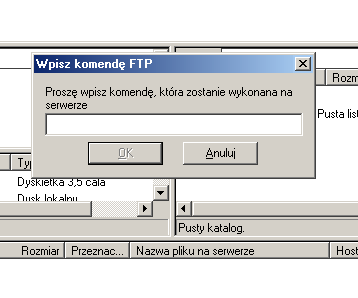 Wpisz komendę FTP
Rozm
Proszę wpisz komendę, która zostanie wykonana na
serwerze
Pusta list
OK
Anuluj
Typ
Dyskietka 3,5 cala
Dysk lokalny
Pusty katalog.
Rozmiar
Przeznac...
Nazwa pliku na serwerze
Host